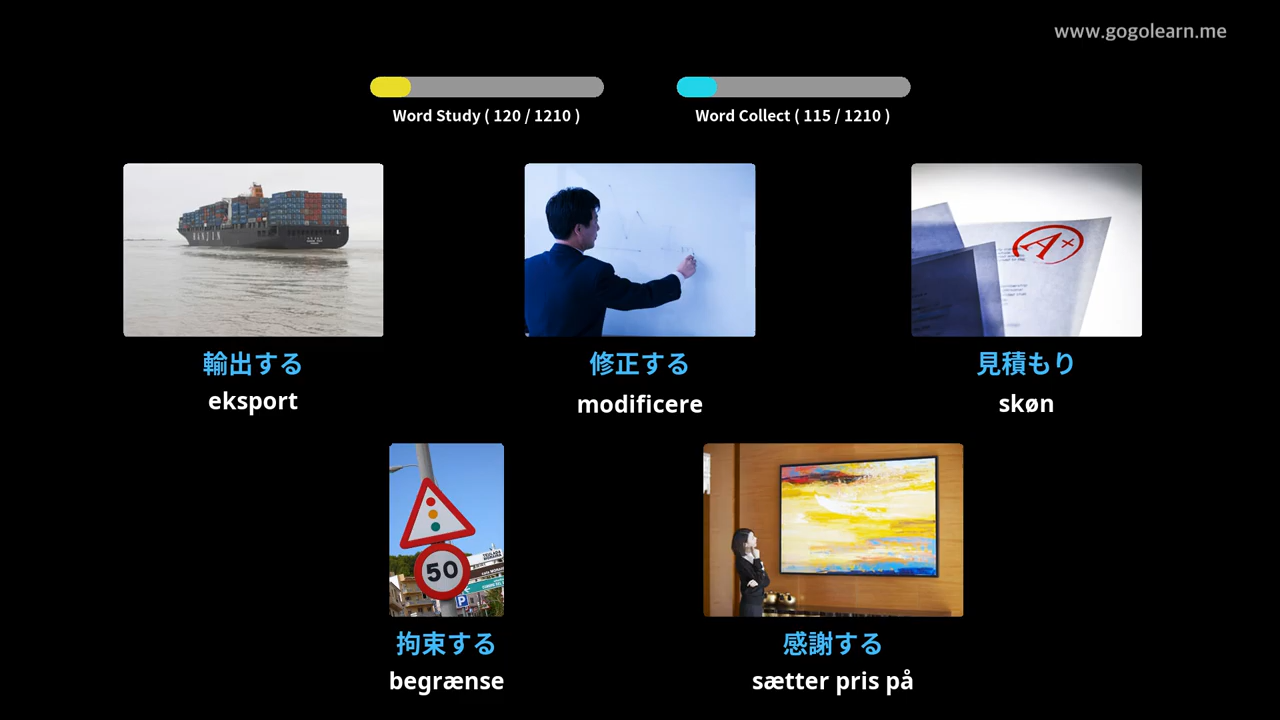 www.gogolearn.me
Word Study ( 120 / 1210 )
Word Collect ( 115 / 1210 )
HANJIN
A+
輸出する
修正する
見積もり
eksport
modificere
skøn
50
P
拘束する
感謝する
begrænse
sætter pris på